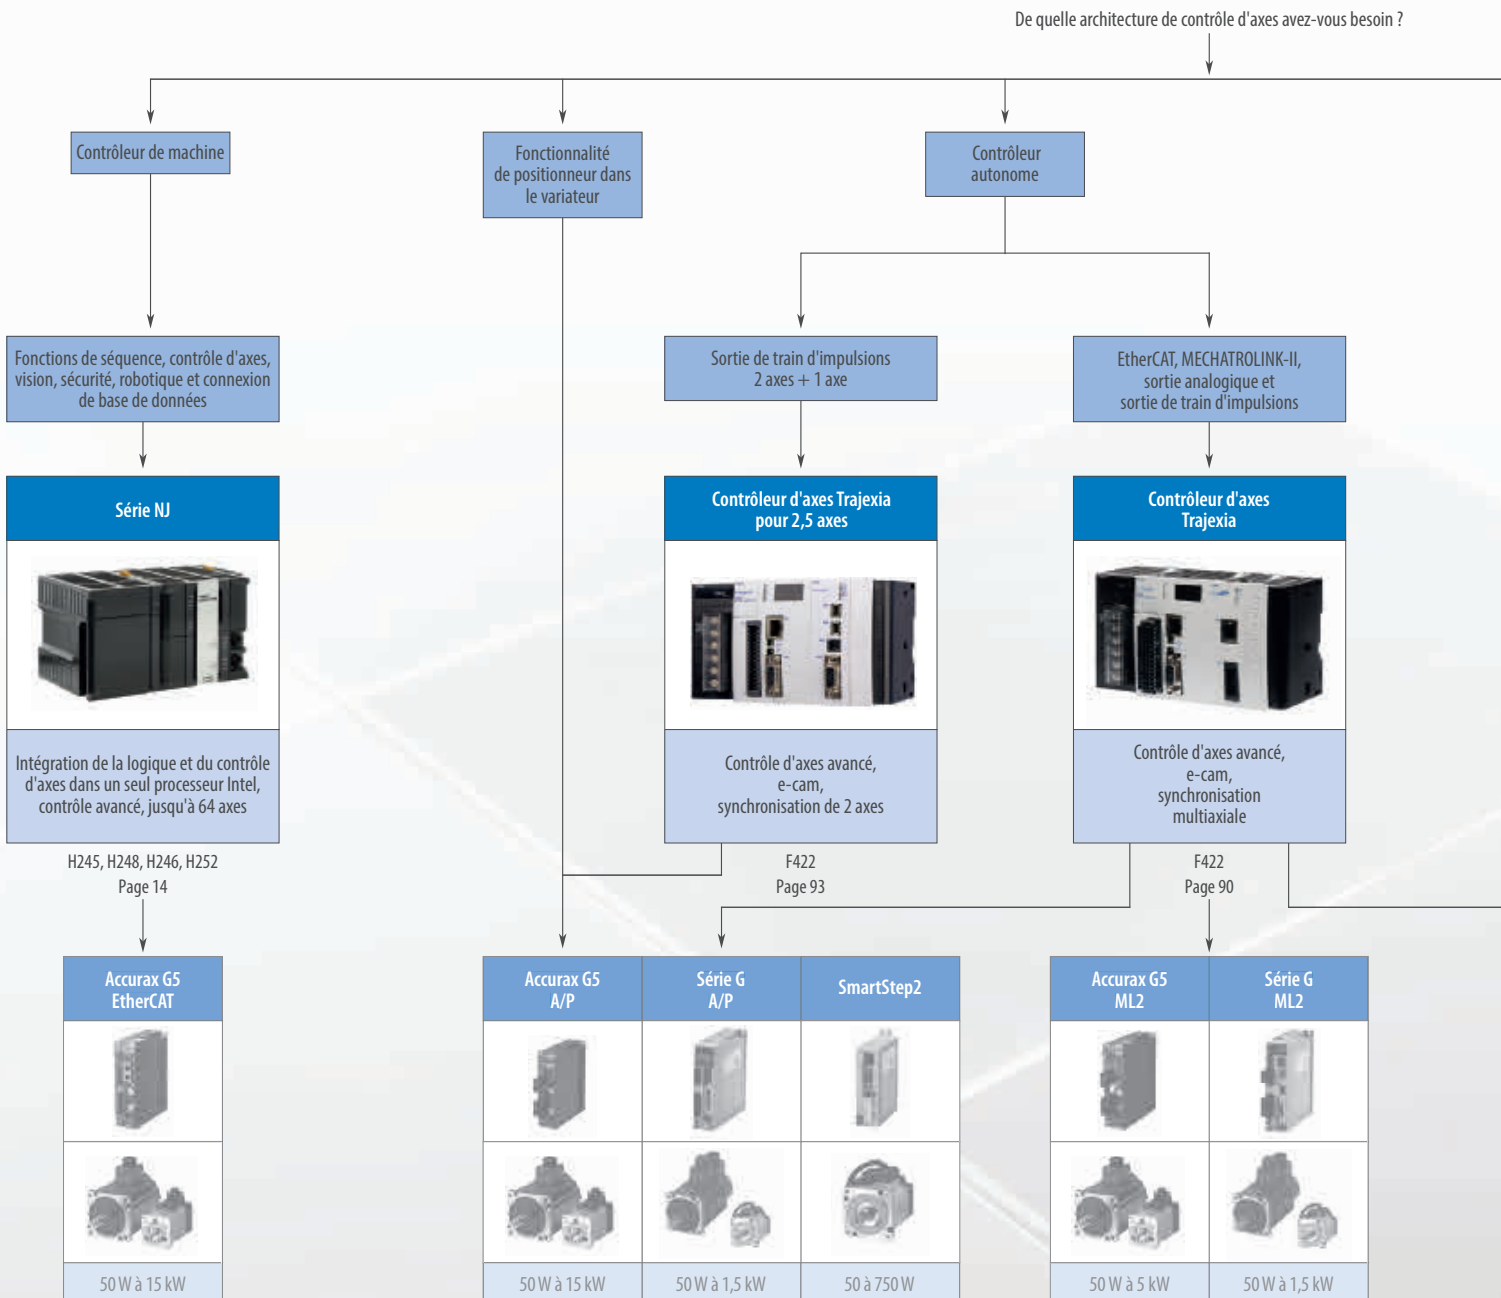 De quelle architecture de contrôle d'axes avez-vous besoin ?
Contrôleur de machine
Fonctionnalité
de positionneur dans
le variateur
Contrôleur
autonome
Fonctions de séquence, contrôle d'axes,
vision, sécurité, robotique et connexion
de base de données
Sortie de train d'impulsions
2 axes + 1 axe
EtherCAT, MECHATROLINK-II,
sortie analogique et
sortie de train d'impulsions
Série NJ
Contrôleur d'axes Trajexia
pour 2,5 axes
Contrôleur d'axes
Trajexia
Intégration de la logique et du contrôle
d'axes dans un seul processeur Intel,
contrôle avancé, jusqu'à 64 axes
Contrôle d'axes avancé,
e-cam,
synchronisation de 2 axes
Contrôle d'axes avancé,
e-cam,
synchronisation
multiaxiale
H245, H248, H246, H252
Page 14
F422
Page 93
F422
Page 90
Accurax G5
EtherCAT
Accurax G5
A/P
Série G
A/P
SmartStep2
Accurax G5
ML2
Série G
ML2
50 W à 15 kW
50 W à 15 kW
50 W à 1,5 kW
50 à 750 W
50 W à 5 kW
50 W à 1,5 kW